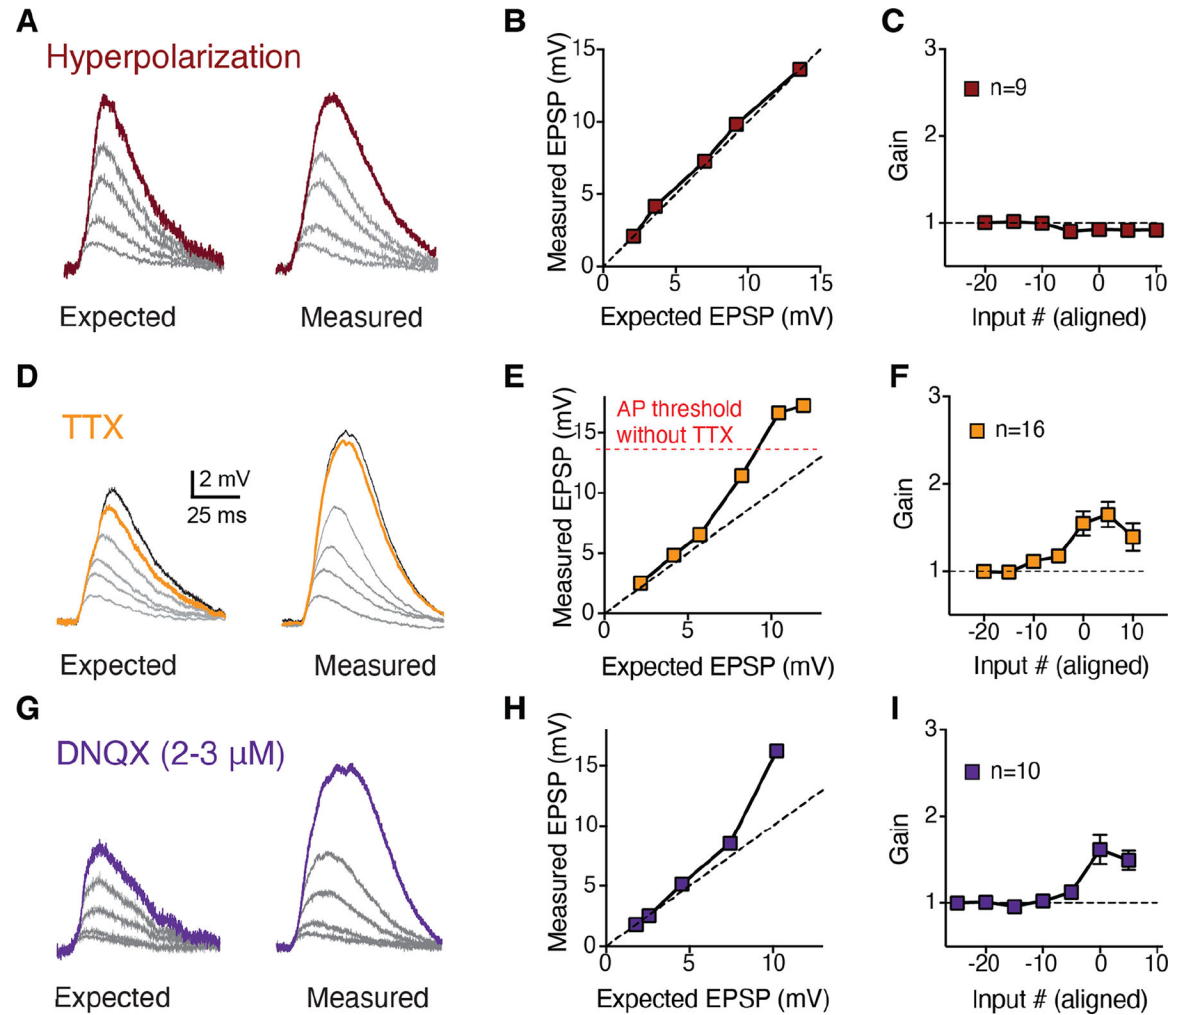 A
Hyperpolarization
Expected
Measured
B
Measured EPSP (mV)
15
10
5
0
0 5 10 15
Expected EPSP (mV)
C
Gain
3
2
1
n=9
-20 -10 0 10
Input # (aligned)
D
TTX
2 mV
25 ms
Expected
Measured
E
Measured EPSP (mV)
AP threshold
without TTX
15
10
5
0
0 5 10
Expected EPSP (mV)
F
Gain
3
2
1
n=16
-20 -10 0 10
Input # (aligned)
G
DNQX (2-3 µM)
Expected
Measured
H
Measured EPSP (mV)
15
10
5
0
0 5 10
Expected EPSP (mV)
I
Gain
3
2
1
n=10
-20 -10 0 10
Input # (aligned)